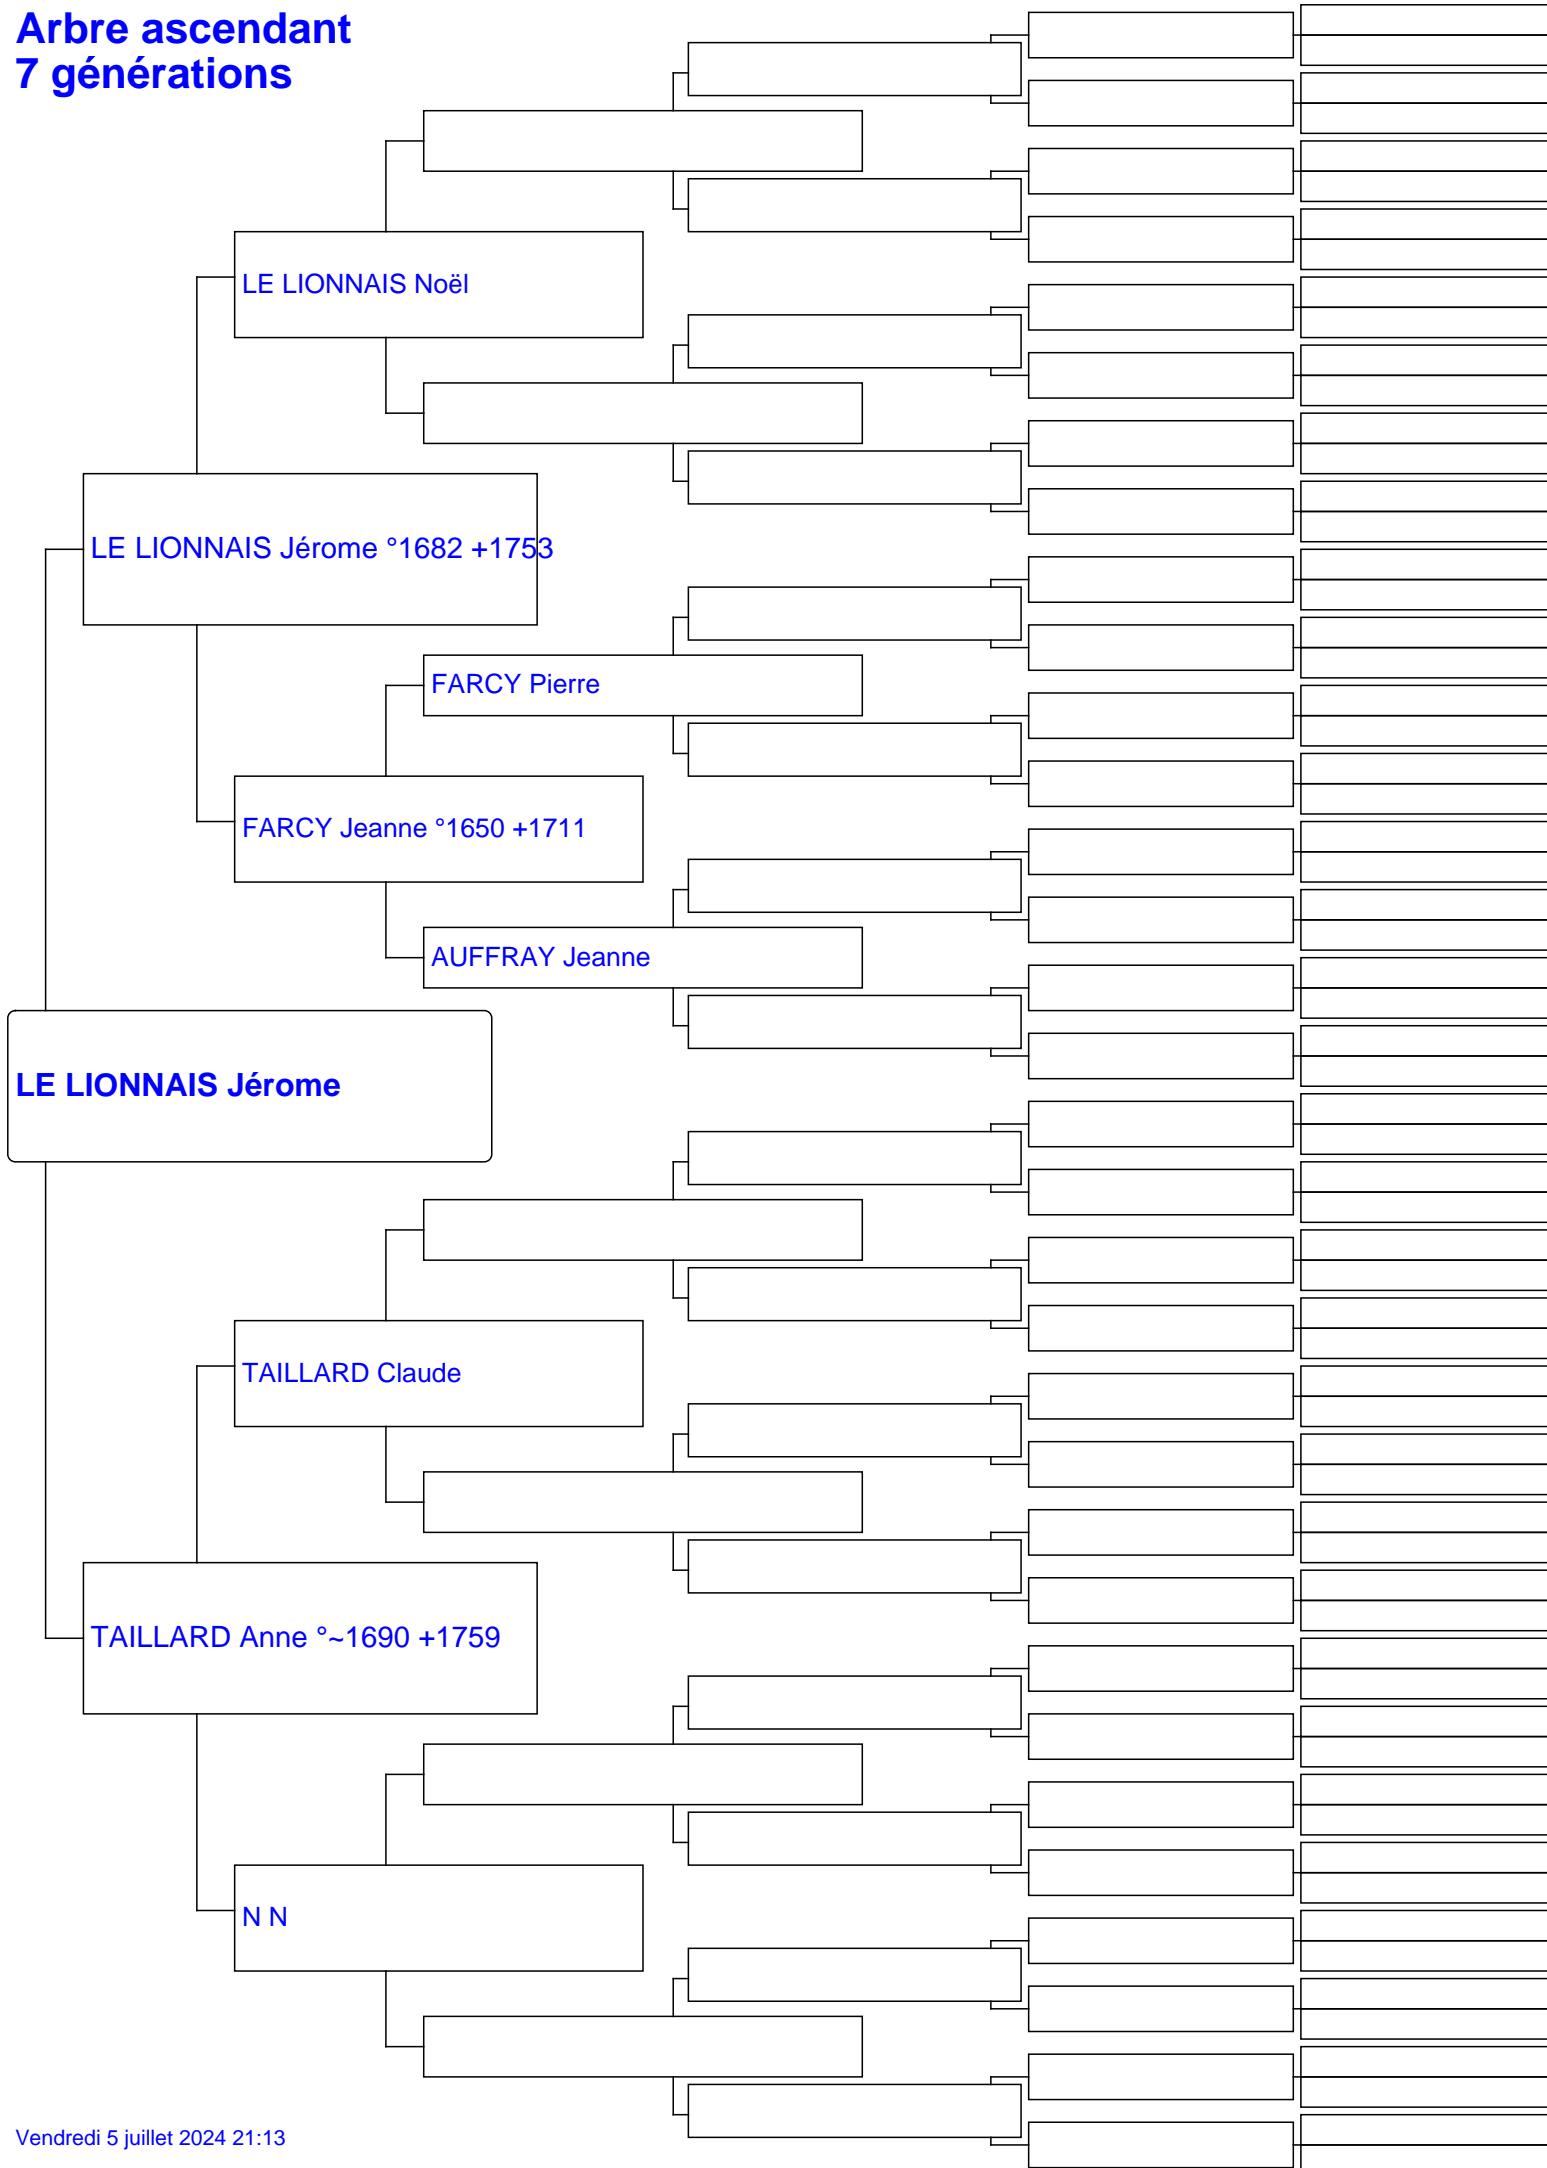 Arbre ascendant
7 générations
LE LIONNAIS Noël
LE LIONNAIS Jérome °1682 +1753
FARCY Pierre
FARCY Jeanne °1650 +1711
AUFFRAY Jeanne
LE LIONNAIS Jérome
TAILLARD Claude
TAILLARD Anne °~1690 +1759
N N
Vendredi 5 juillet 2024 21:13